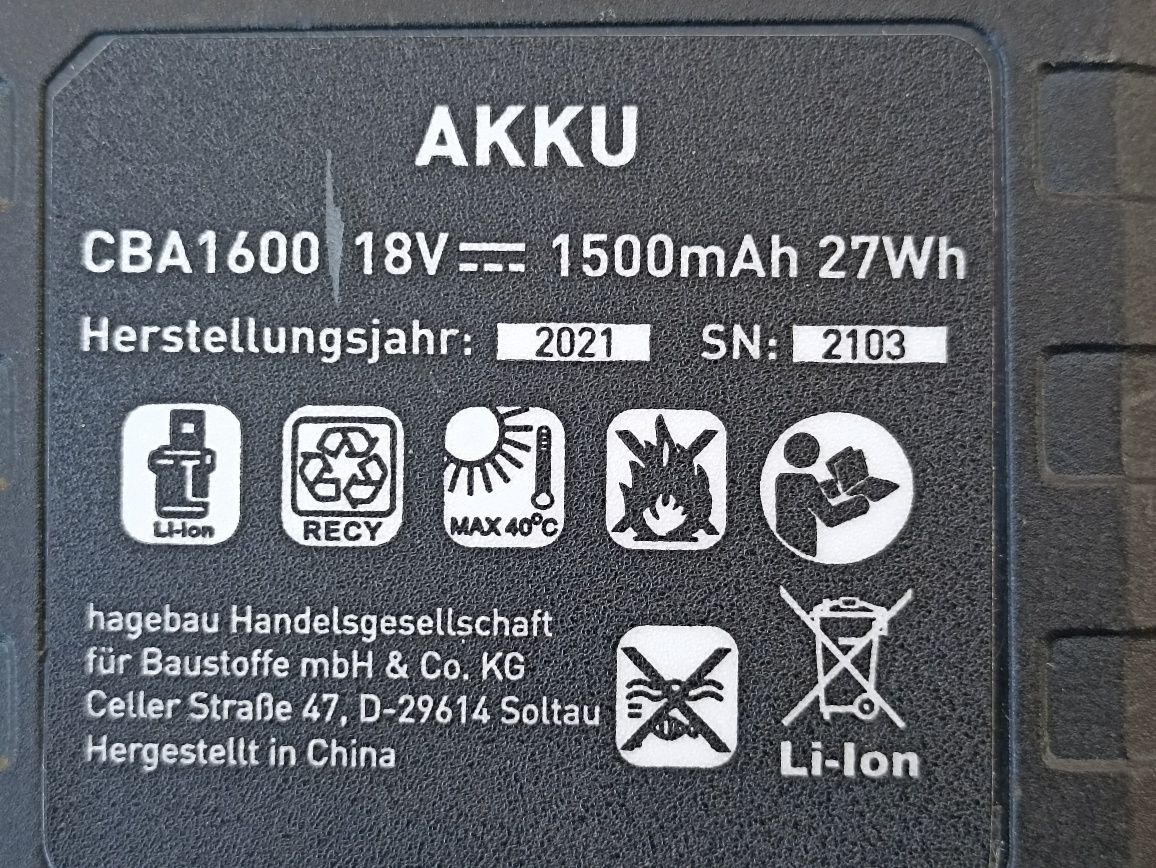 AKKU
CBA1600 18V 1500mAh 27Wh
Herstellungsjahr: 2021 SN: 2103
Li-Ion
RECY
MAX 40°C
hagebau Handelsgesellschaft
für Baustoffe mbH & Co. KG
Celler Straße 47, D-29614 Soltau
Hergestellt in China
Li-Ion